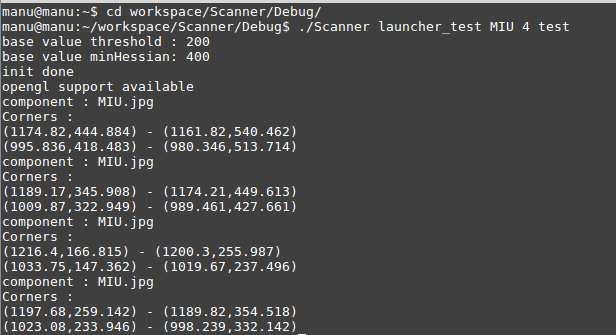 manu@manu:~$ cd workspace/Scanner/Debug/
manu@manu:~/workspace/Scanner/Debug$ ./Scanner launcher_test MIU 4 test
base value threshold : 200
base value minHessian: 400
init done
opengl support available
component : MIU.jpg
Corners :
(1174.82,444.884) - (1161.82,540.462)
(995.836,418.483) - (980.346,513.714)
component : MIU.jpg
Corners :
(1189.17,345.908) - (1174.21,449.613)
(1009.87,322.949) - (989.461,427.661)
component : MIU.jpg
Corners :
(1216.4,166.815) - (1200.3,255.987)
(1033.75,147.362) - (1019.67,237.496)
component : MIU.jpg
Corners :
(1197.68,259.142) - (1189.82,354.518)
(1023.08,233.946) - (998.239,332.142)